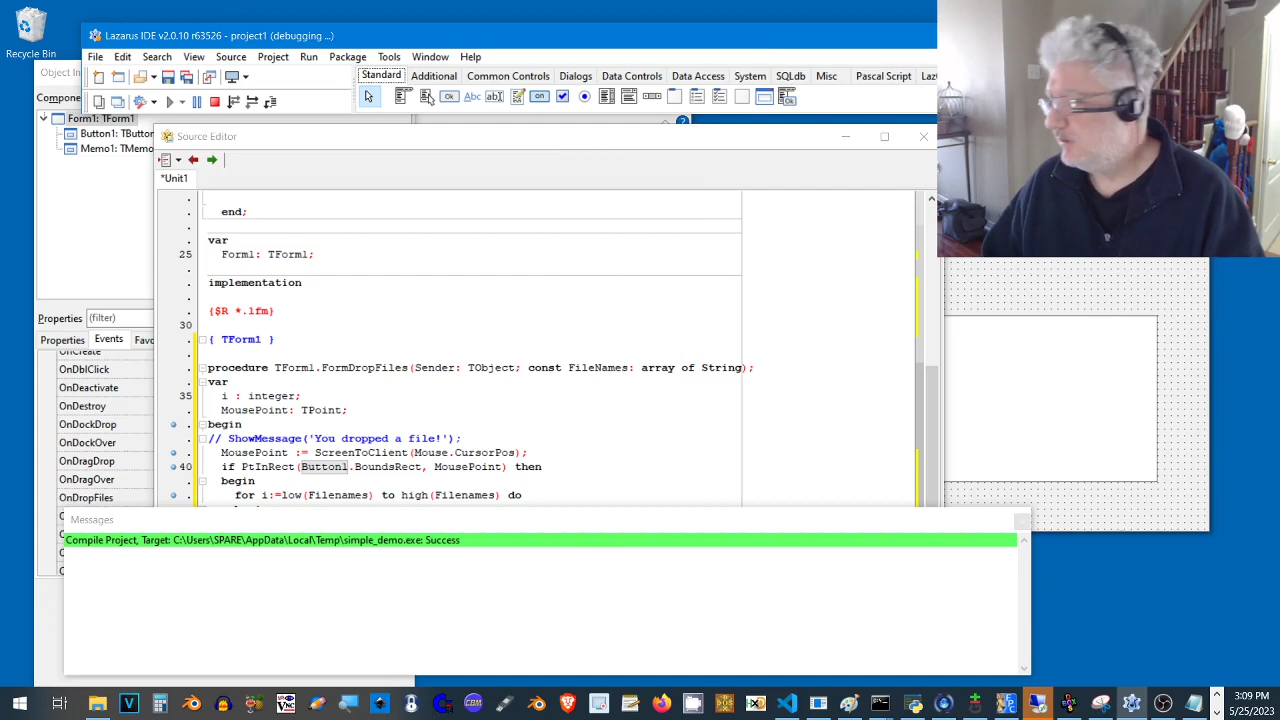 Recycle Bin
Lazarus IDE v2.0.10 r63526 - project1 (debugging ...)
File Edit Search View Source Project Run Package Tools Window Help
Object In
Standard Additional Common Controls Dialogs Data Controls Data Access System SQLdb Misc Pascal Script
Compone
Ok Abc abI on Ok
Form1: TForm1
Button1: TButton
Memo1: TMemo
Source Editor
*Unit1
end;
var
25 Form1: TForm1;
implementation
{$R *.lfm}
30
{ TForm1 }
procedure TForm1.FormDropFiles(Sender: TObject; const FileNames: array of String);
var
35 i : integer;
MousePoint: TPoint;
begin
// ShowMessage('You dropped a file!');
MousePoint := ScreenToClient(Mouse.CursorPos);
40 if PtInRect(Button1.BoundsRect, MousePoint) then
begin
for i:=low(Filenames) to high(Filenames) do
Properties (filter)
Properties Events Favo
OnCreate
OnDblClick
OnDeactivate
OnDestroy
OnDockDrop
OnDockOver
OnDragDrop
OnDragOver
OnDropFiles
Messages
Compile Project, Target: C:\Users\SPARE\AppData\Local\Temp\simple_demo.exe: Success
3:09 PM
5/25/2023